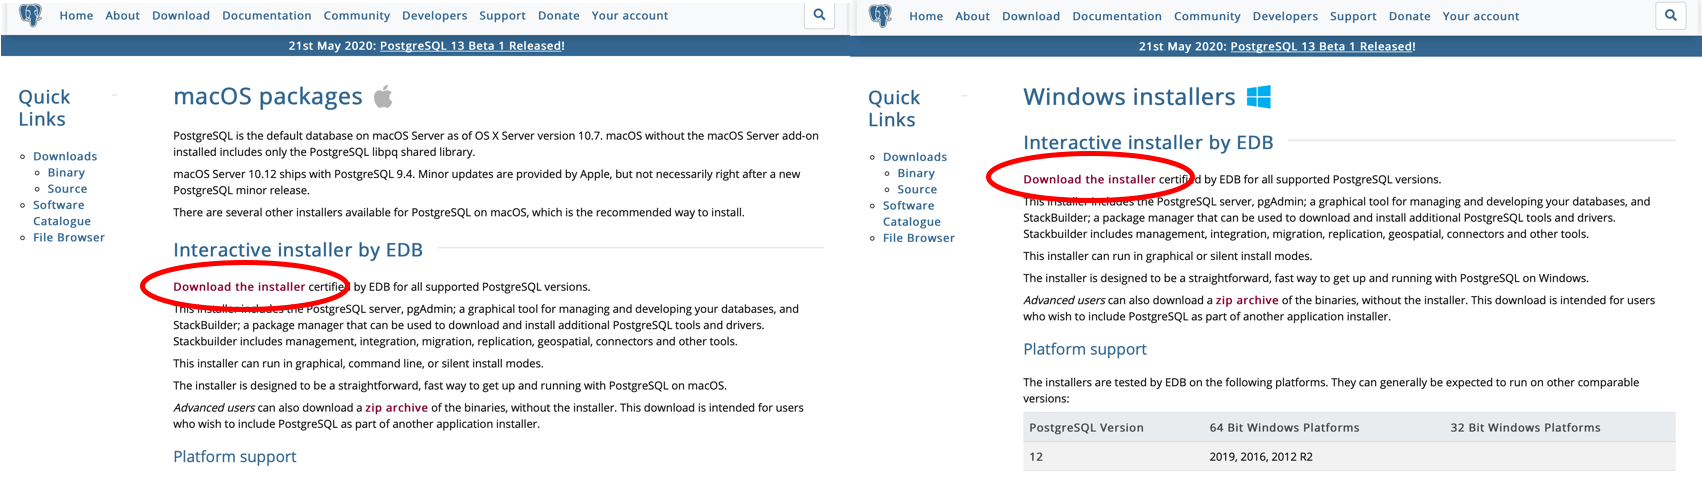 Home About Download Documentation Community Developers Support Donate Your account
21st May 2020: PostgreSQL 13 Beta 1 Released!
Quick
Links
Downloads
Binary
Source
Software
Catalogue
File Browser
macOS packages
PostgreSQL is the default database on macOS Server as of OS X Server version 10.7. macOS without the macOS Server add-on
installed includes only the PostgreSQL libpq shared library.
macOS Server 10.12 ships with PostgreSQL 9.4. Minor updates are provided by Apple, but not necessarily right after a new
PostgreSQL minor release.
There are several other installers available for PostgreSQL on macOS, which is the recommended way to install.
Interactive installer by EDB
Download the installer certified by EDB for all supported PostgreSQL versions.
This installer includes the PostgreSQL server, pgAdmin; a graphical tool for managing and developing your databases, and
StackBuilder; a package manager that can be used to download and install additional PostgreSQL tools and drivers.
Stackbuilder includes management, integration, migration, replication, geospatial, connectors and other tools.
This installer can run in graphical, command line, or silent install modes.
The installer is designed to be a straightforward, fast way to get up and running with PostgreSQL on macOS.
Advanced users can also download a zip archive of the binaries, without the installer. This download is intended for users
who wish to include PostgreSQL as part of another application installer.
Platform support
Home About Download Documentation Community Developers Support Donate Your account
21st May 2020: PostgreSQL 13 Beta 1 Released!
Quick
Links
Downloads
Binary
Source
Software
Catalogue
File Browser
Windows installers
Interactive installer by EDB
Download the installer certified by EDB for all supported PostgreSQL versions.
This installer includes the PostgreSQL server, pgAdmin; a graphical tool for managing and developing your databases, and
StackBuilder; a package manager that can be used to download and install additional PostgreSQL tools and drivers.
Stackbuilder includes management, integration, migration, replication, geospatial, connectors and other tools.
This installer can run in graphical or silent install modes.
The installer is designed to be a straightforward, fast way to get up and running with PostgreSQL on Windows.
Advanced users can also download a zip archive of the binaries, without the installer. This download is intended for users
who wish to include PostgreSQL as part of another application installer.
Platform support
The installers are tested by EDB on the following platforms. They can generally be expected to run on other comparable
versions:
PostgreSQL Version 64 Bit Windows Platforms 32 Bit Windows Platforms
12 2019, 2016, 2012 R2